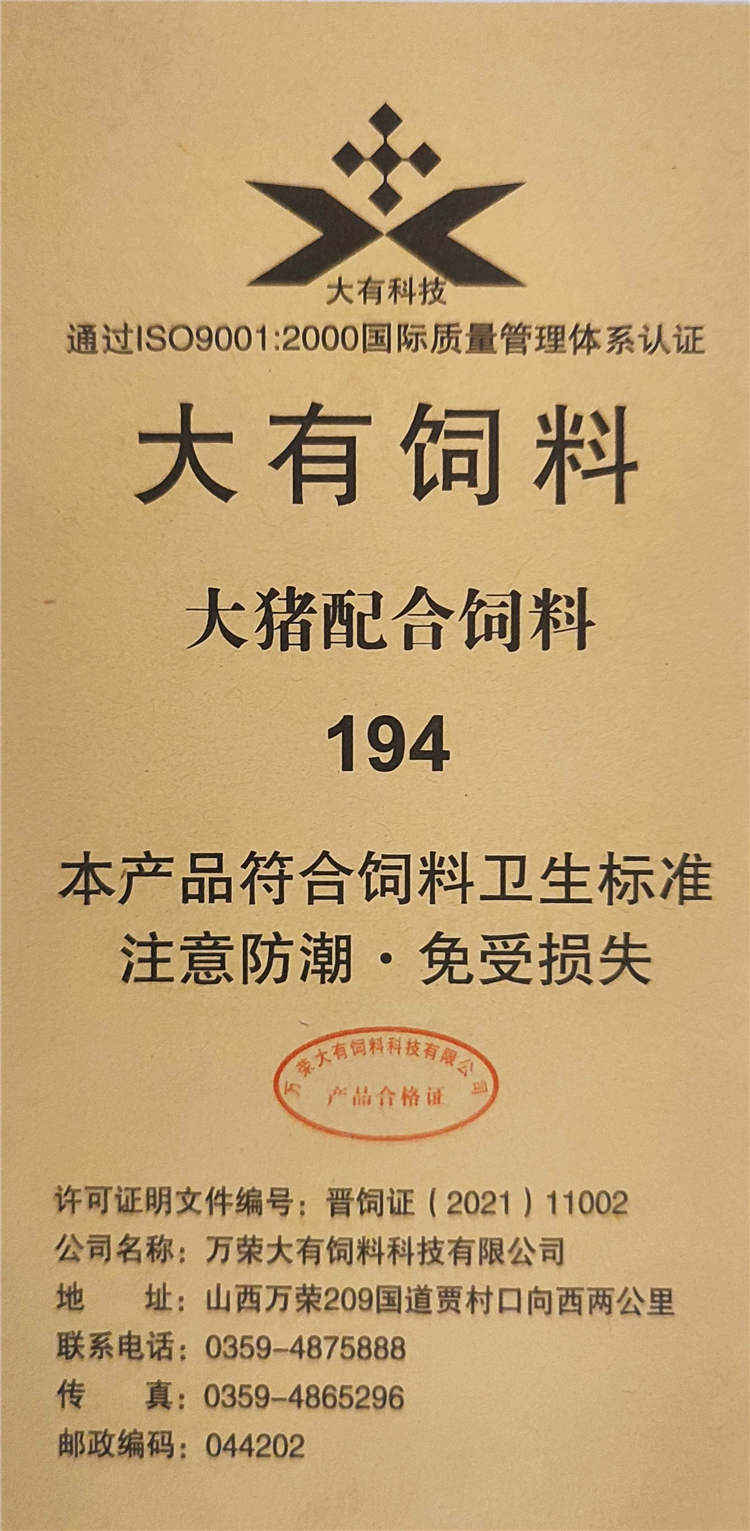 大有科技
通过ISO9001:2000国际质量管理体系认证
大有饲料
大猪配合饲料
194
本产品符合饲料卫生标准
注意防潮·免受损失
万荣大有饲料科技有限公司
产品合格证
许可证明文件编号：晋饲证（2021）11002
公司名称：万荣大有饲料科技有限公司
地　　址：山西万荣209国道贾村口向西两公里
联系电话：0359-4875888
传　　真：0359-4865296
邮政编码：044202